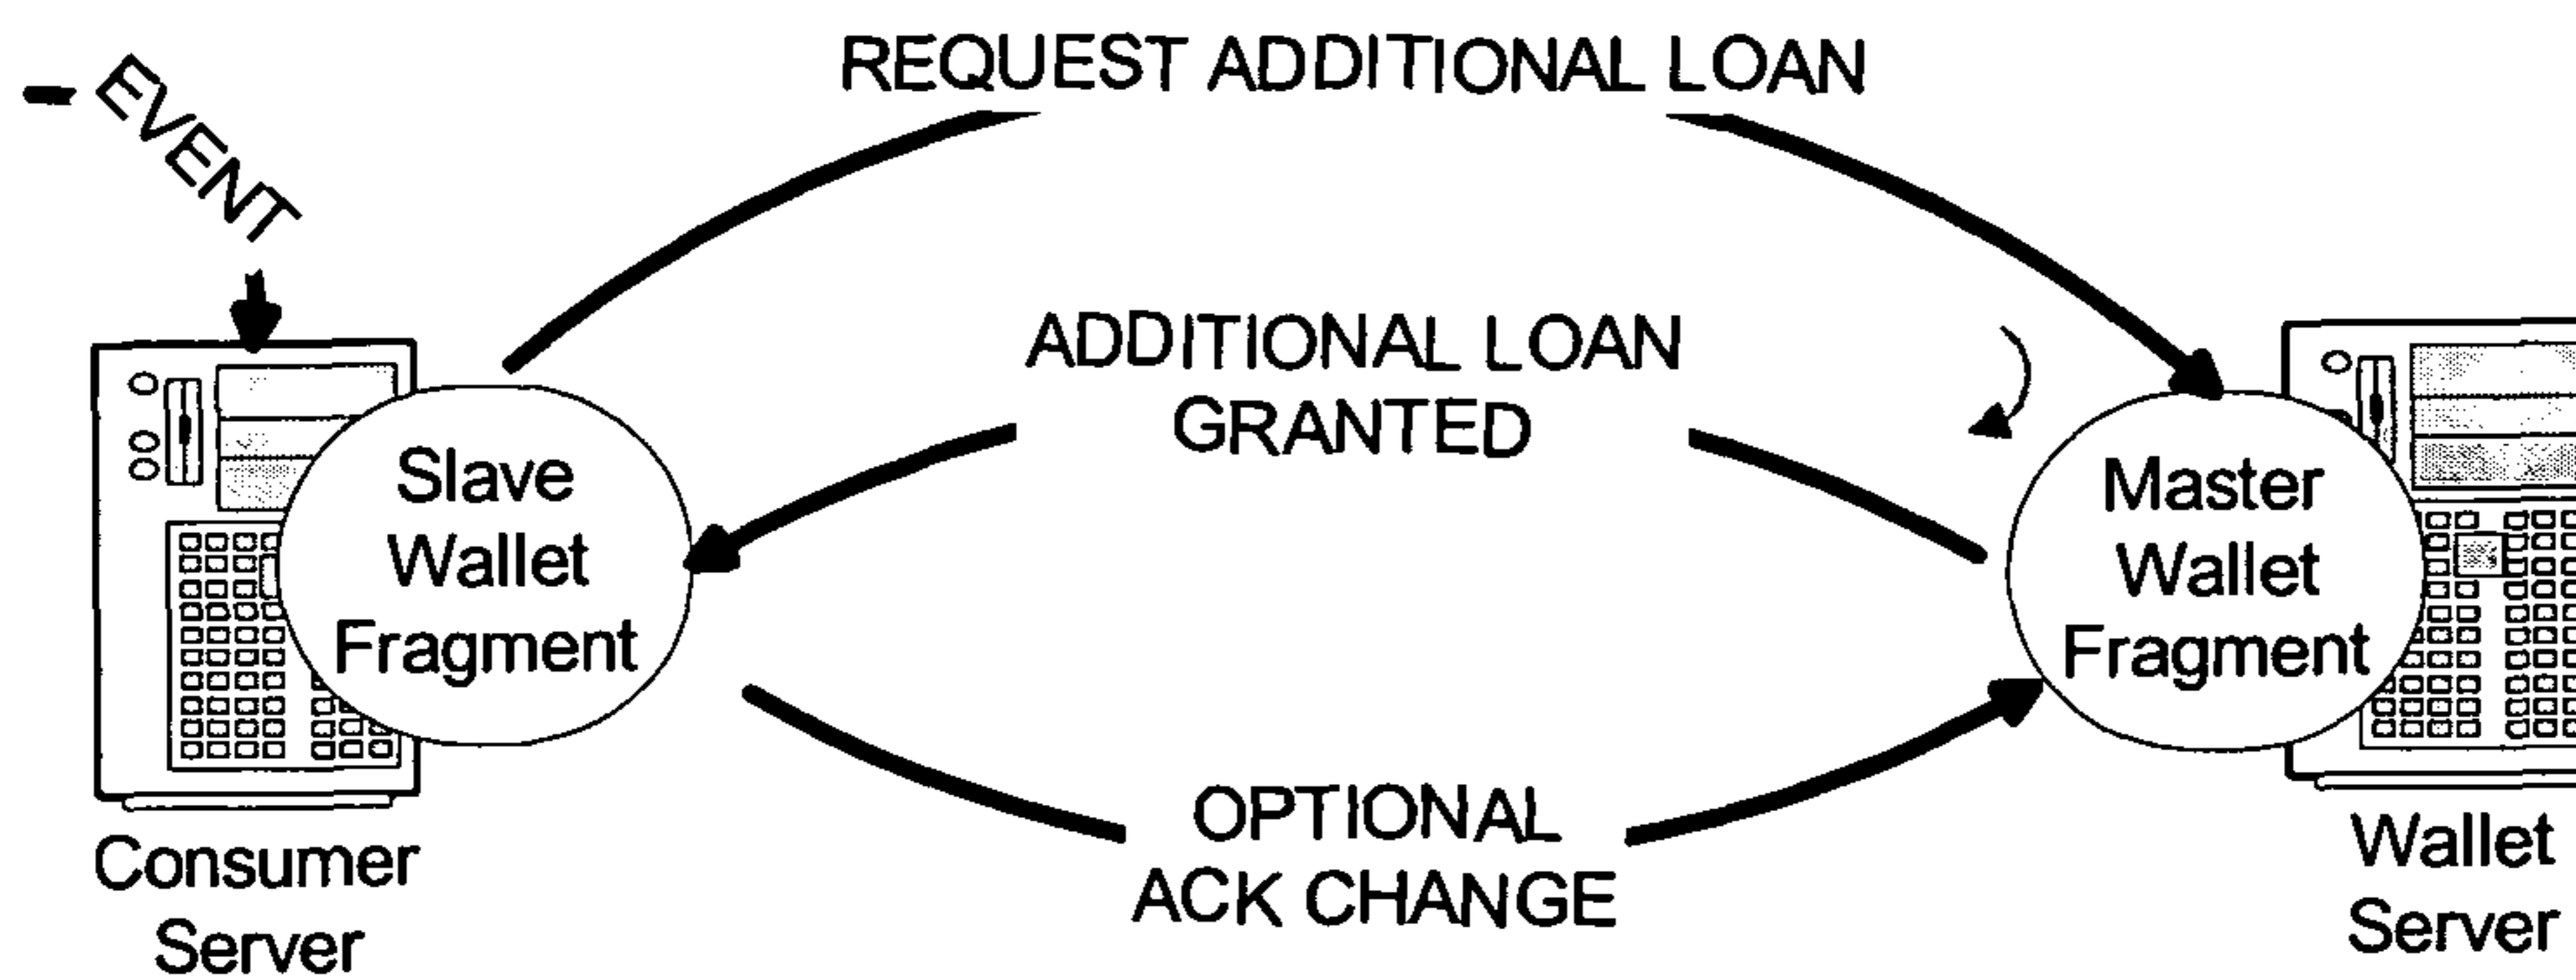 EVENT
REQUEST ADDITIONAL LOAN
ADDITIONAL LOAN
GRANTED
Slave
Wallet
Fragment
Master
Wallet
Fragment
OPTIONAL
ACK CHANGE
Consumer
Server
Wallet
Server